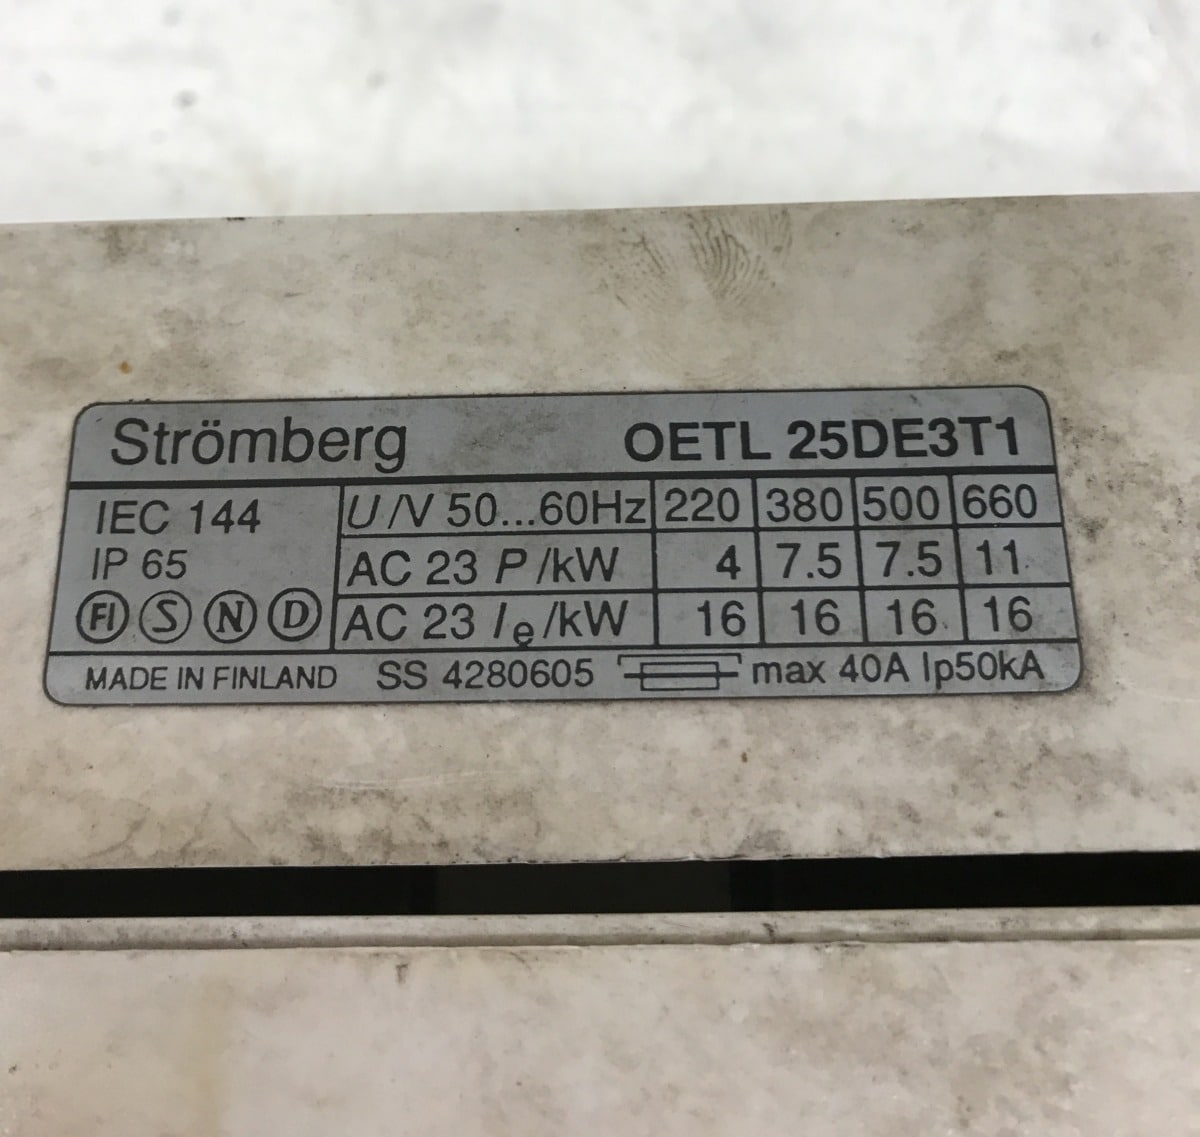 Strömberg OETL 25DE3T1
IEC 144 U/V 50...60Hz 220 380 500 660
IP 65 AC 23 P/kW 4 7.5 7.5 11
FI S N D AC 23 Ie/kW 16 16 16 16
MADE IN FINLAND SS 4280605 max 40A Ip50kA